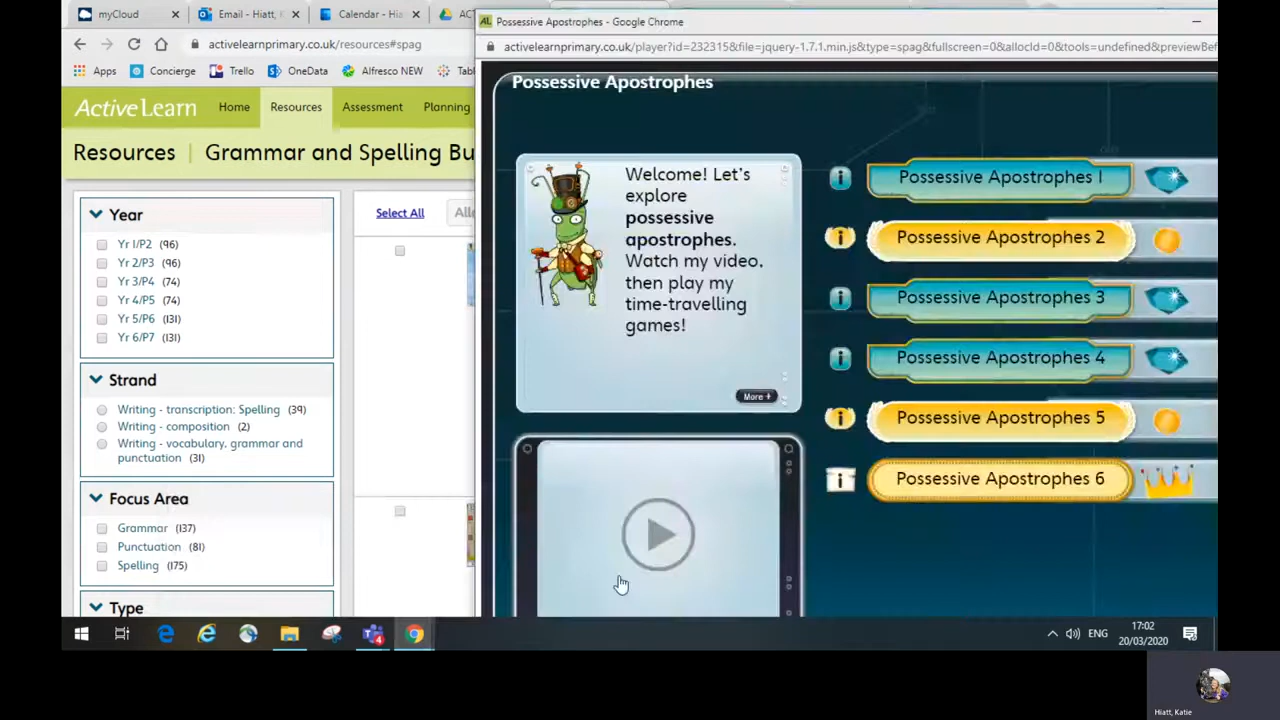 myCloud
Email - Hiatt, K
Calendar - Hia
ACT
Possessive Apostrophes - Google Chrome
activelearnprimary.co.uk/resources#spag
activelearnprimary.co.uk/player?id=232315&file=jquery-1.7.1.min.js&type=spag&fullscreen=0&allocId=0&tools=undefined&previewBef
Apps
Concierge
Trello
OneData
Alfresco NEW
Tabl
ActiveLearn
Home
Resources
Assessment
Planning
Resources | Grammar and Spelling Bu
Year
Yr 1/P2 (96)
Yr 2/P3 (96)
Yr 3/P4 (74)
Yr 4/P5 (74)
Yr 5/P6 (131)
Yr 6/P7 (131)
Strand
Writing - transcription: Spelling (39)
Writing - composition (2)
Writing - vocabulary, grammar and
punctuation (31)
Focus Area
Grammar (137)
Punctuation (81)
Spelling (175)
Type
Select All
Allo
Possessive Apostrophes
Welcome! Let's
explore
possessive
apostrophes.
Watch my video,
then play my
time-travelling
games!
More +
Possessive Apostrophes 1
Possessive Apostrophes 2
Possessive Apostrophes 3
Possessive Apostrophes 4
Possessive Apostrophes 5
Possessive Apostrophes 6
4
ENG
17:02
20/03/2020
Hiatt, Katie